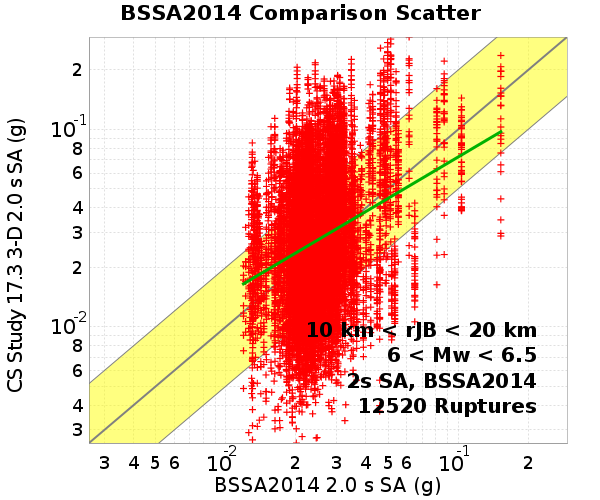 BSSA2014 Comparison Scatter
CS Study 17.3 3-D 2.0 s SA (g)
2
10-1
8
6
4
3
2
10-2
8
6
4
3
10 km < rJB < 20 km
6 < Mw < 6.5
2s SA, BSSA2014
12520 Ruptures
3 4 5 6 10-2 2 3 4 5 6 10-1 2
BSSA2014 2.0 s SA (g)